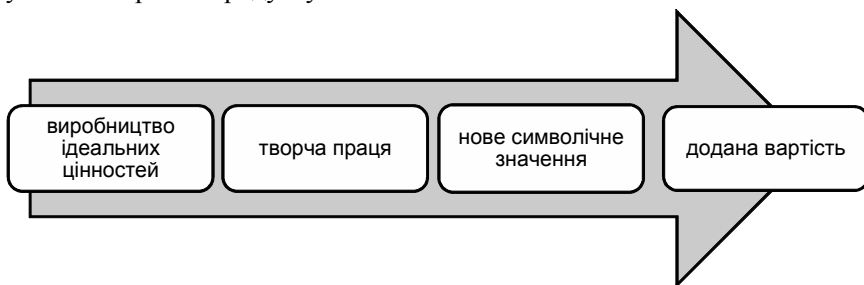 виробництво
ідеальних
цінностей
творча праця
нове символічне
значення
додана вартість